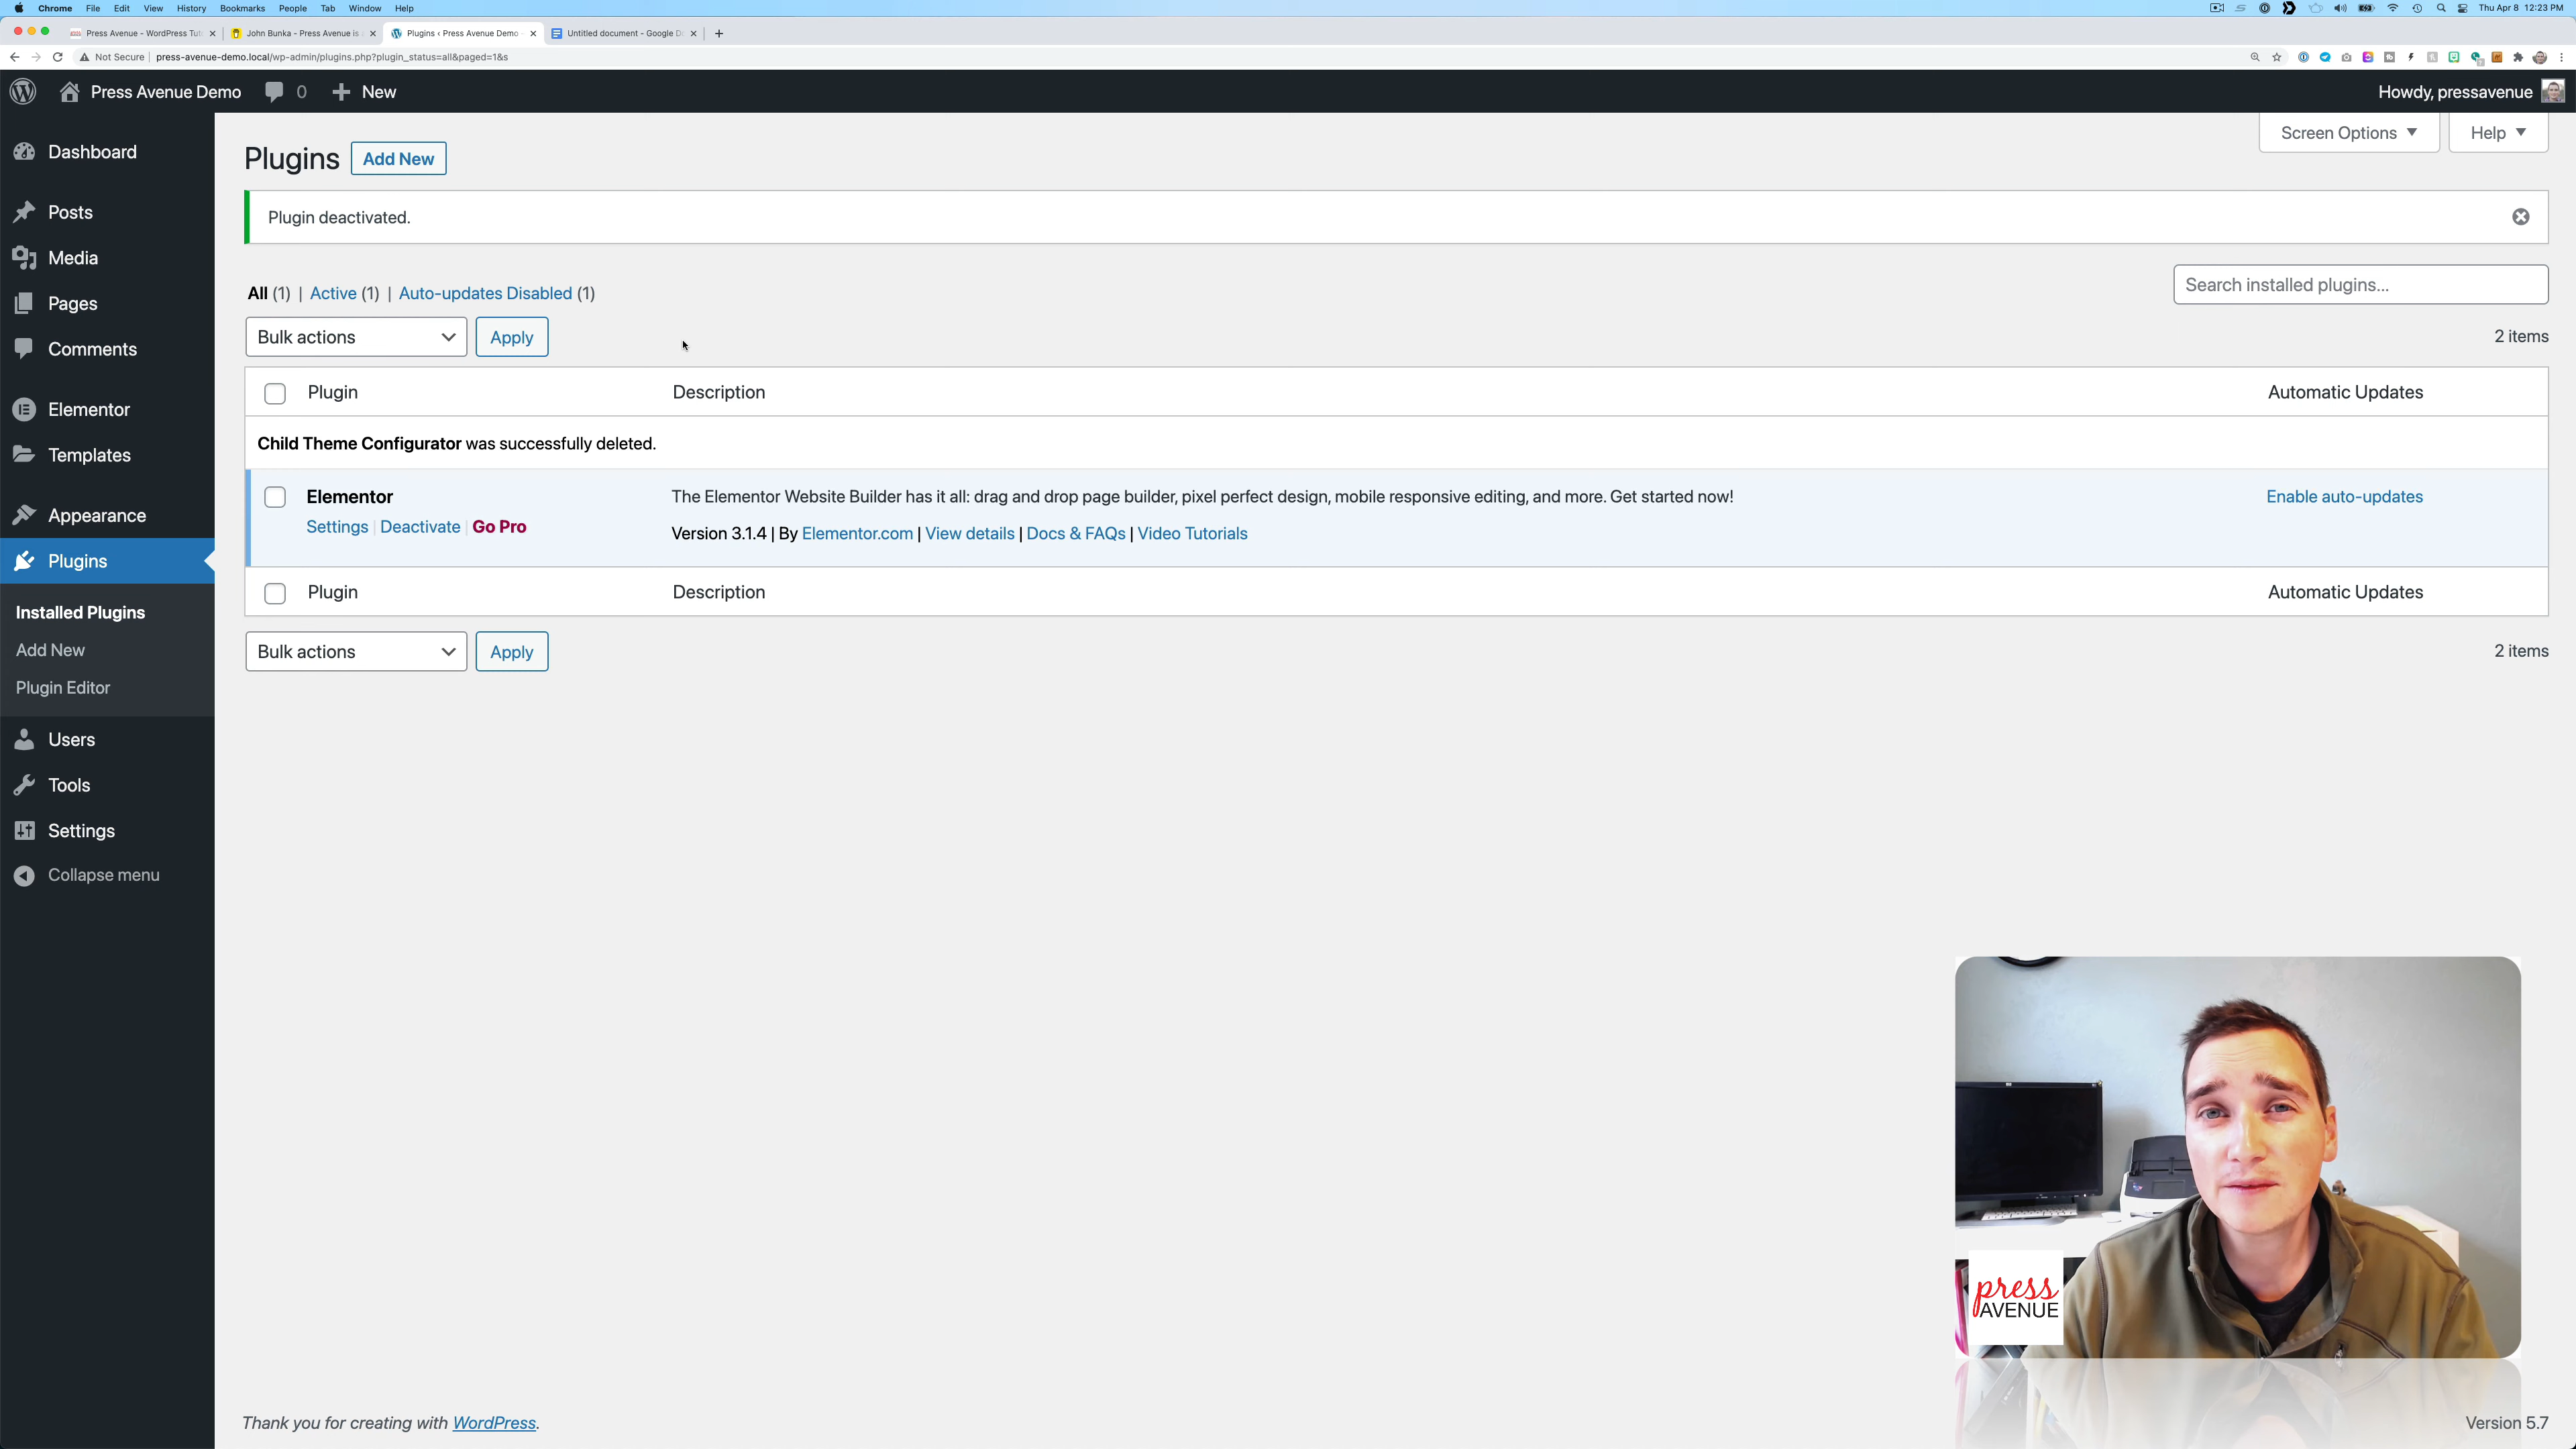 Chrome File Edit View History Bookmarks People Tab Window Help Thu Apr 8 12:23 PM
Press Avenue - WordPress Tut John Bunka - Press Avenue is Plugins ‹ Press Avenue Demo Untitled document - Google D
Not Secure press-avenue-demo.local/wp-admin/plugins.php?plugin_status=all&paged=1&s
Press Avenue Demo 0 New Howdy, pressavenue
Screen Options Help
Dashboard
Posts
Media
Pages
Comments
Elementor
Templates
Appearance
Plugins
Installed Plugins
Add New
Plugin Editor
Users
Tools
Settings
Collapse menu
Plugins Add New
Plugin deactivated.
All (1) | Active (1) | Auto-updates Disabled (1)
Search installed plugins...
Bulk actions Apply 2 items
Plugin Description Automatic Updates
Child Theme Configurator was successfully deleted.
Elementor The Elementor Website Builder has it all: drag and drop page builder, pixel perfect design, mobile responsive editing, and more. Get started now! Enable auto-updates
Settings | Deactivate | Go Pro
Version 3.1.4 | By Elementor.com | View details | Docs & FAQs | Video Tutorials
Plugin Description Automatic Updates
Bulk actions Apply 2 items
press
AVENUE
Thank you for creating with WordPress. Version 5.7